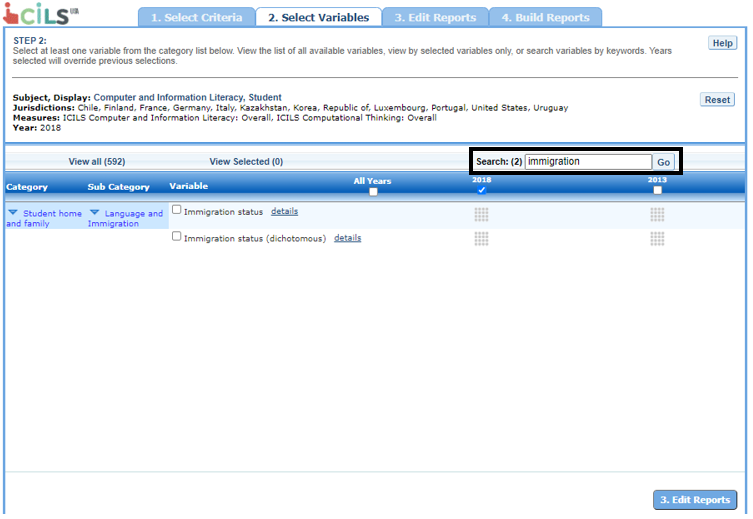 iCILS
1. Select Criteria
2. Select Variables
3. Edit Reports
4. Build Reports
STEP 2:
Select at least one variable from the category list below. View the list of all available variables, view by selected variables only, or search variables by keywords. Years
selected will override previous selections.
Help
Subject, Display: Computer and Information Literacy, Student
Jurisdictions: Chile, Finland, France, Germany, Italy, Kazakhstan, Korea, Republic of, Luxembourg, Portugal, United States, Uruguay
Measures: ICILS Computer and Information Literacy: Overall, ICILS Computational Thinking: Overall
Year: 2018
Reset
View all (592)
View Selected (0)
Search: (2) immigration Go
Category
Sub Category
Variable
All Years
2018
2013
Student home
and family
Language and
Immigration
Immigration status details
Immigration status (dichotomous) details
3. Edit Reports